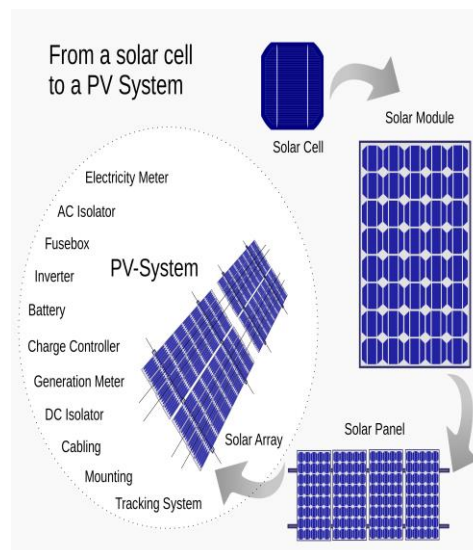 From a solar cell
to a PV System
Solar Cell
Solar Module
Electricity Meter
AC Isolator
Fusebox
Inverter
PV-System
Battery
Charge Controller
Generation Meter
DC Isolator
Cabling
Mounting
Tracking System
Solar Array
Solar Panel